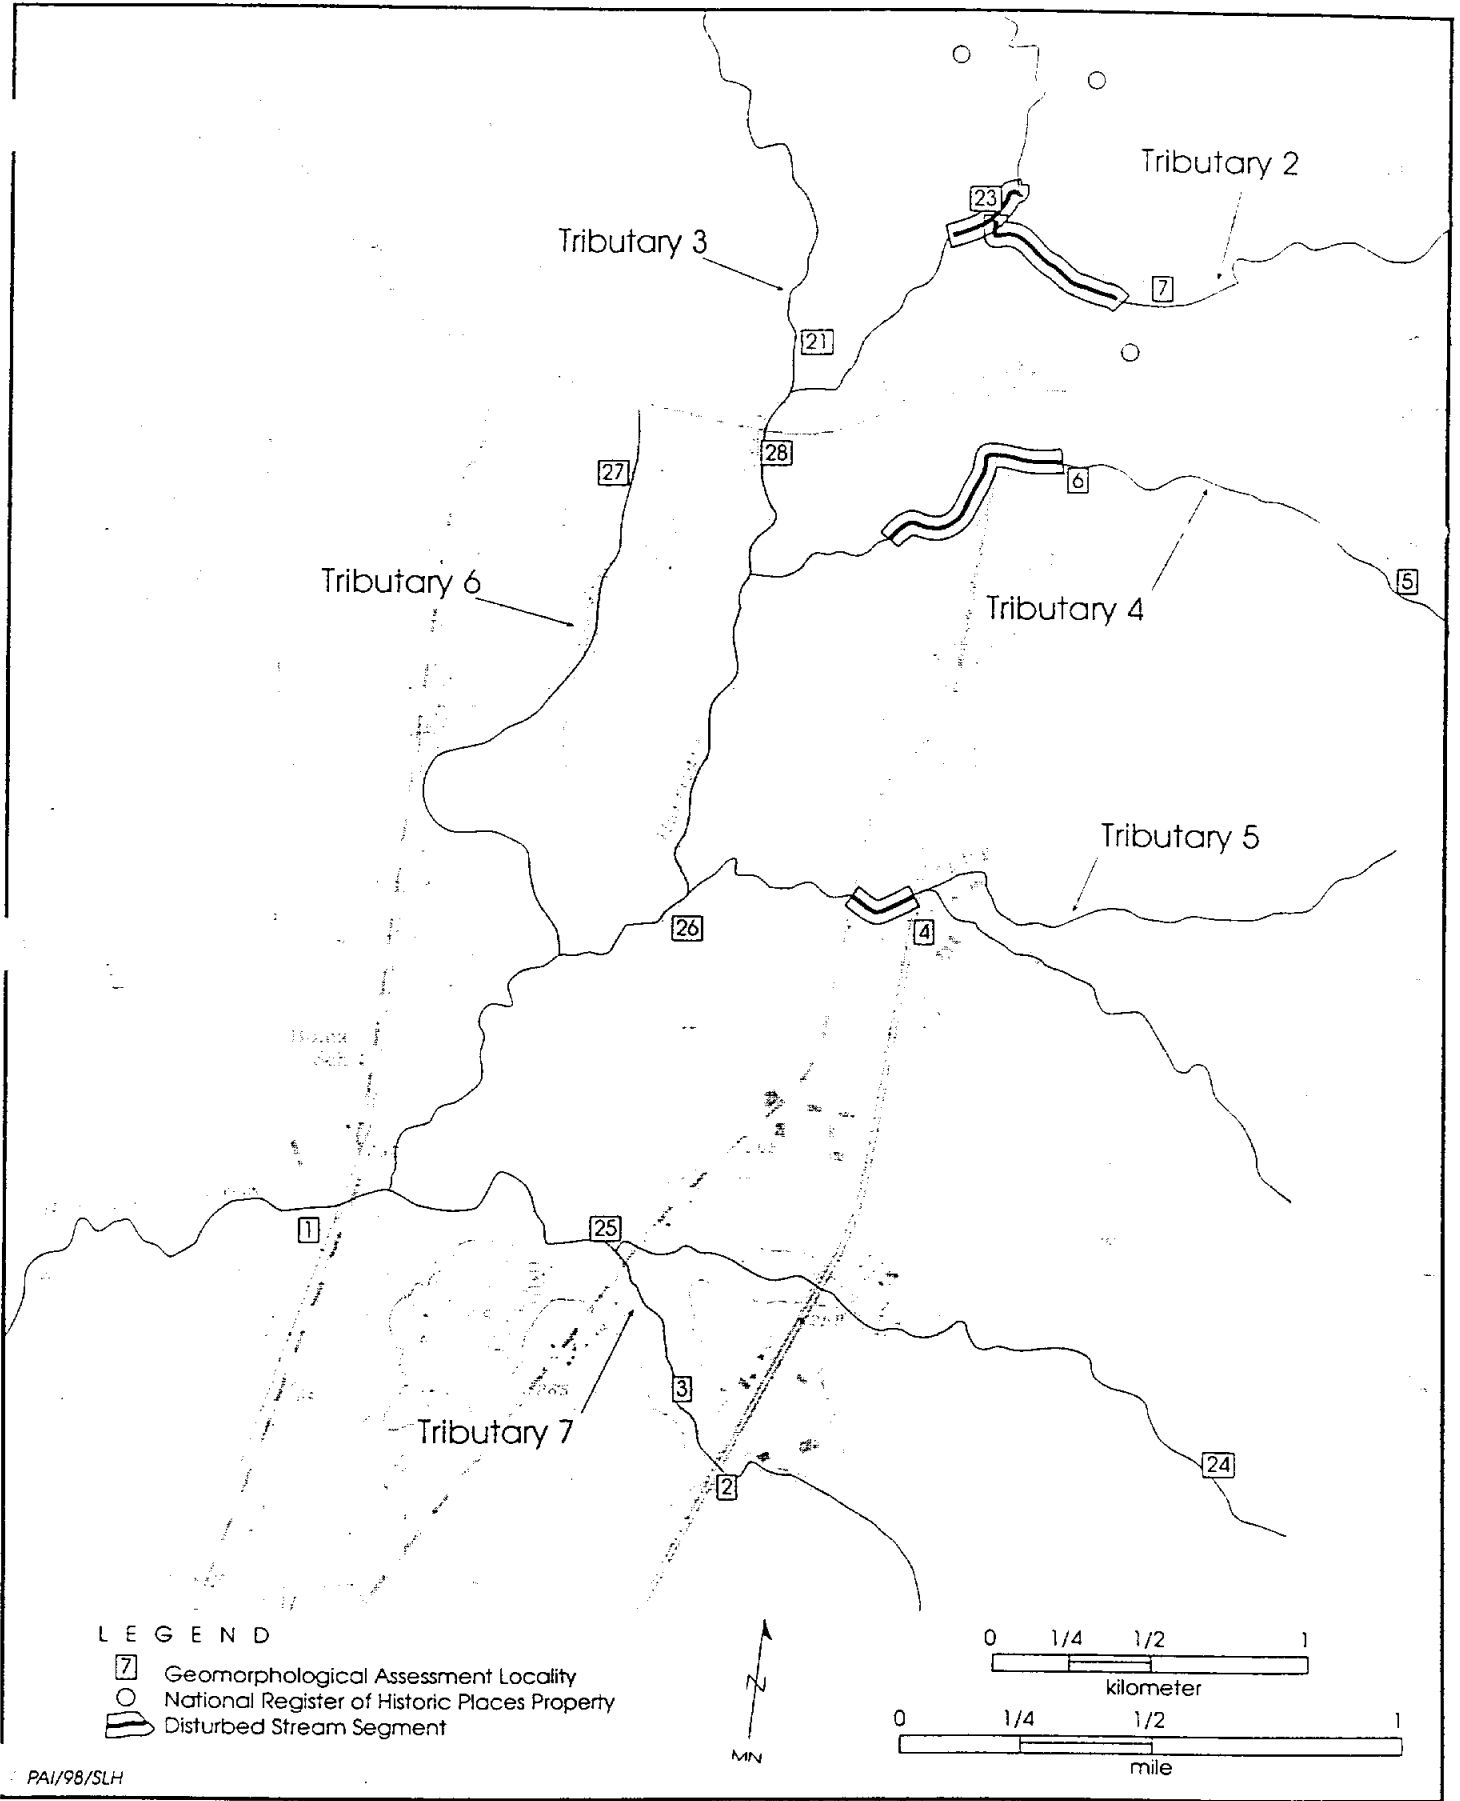 Tributary 2
23
Tributary 3
7
21
28
27
6
Tributary 6
5
Tributary 4
Tributary 5
26
4
1
25
3
Tributary 7
24
2
LEGEND
7 Geomorphological Assessment Locality
National Register of Historic Places Property
Disturbed Stream Segment
N
MN
0 1/4 1/2 1
kilometer
0 1/4 1/2 1
mile
PAI/98/SLH